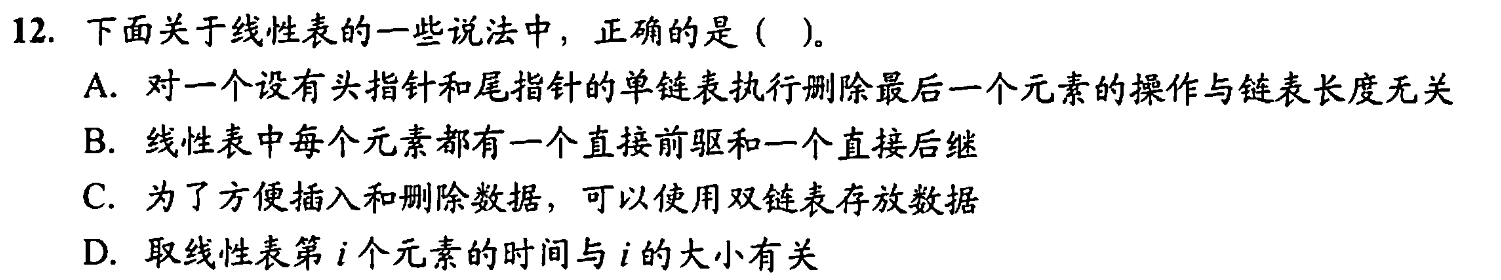 12. 下面关于线性表的一些说法中，正确的是（ ）。
A. 对一个设有头指针和尾指针的单链表执行删除最后一个元素的操作与链表长度无关
B. 线性表中每个元素都有一个直接前驱和一个直接后继
C. 为了方便插入和删除数据，可以使用双链表存放数据
D. 取线性表第 i 个元素的时间与 i 的大小有关